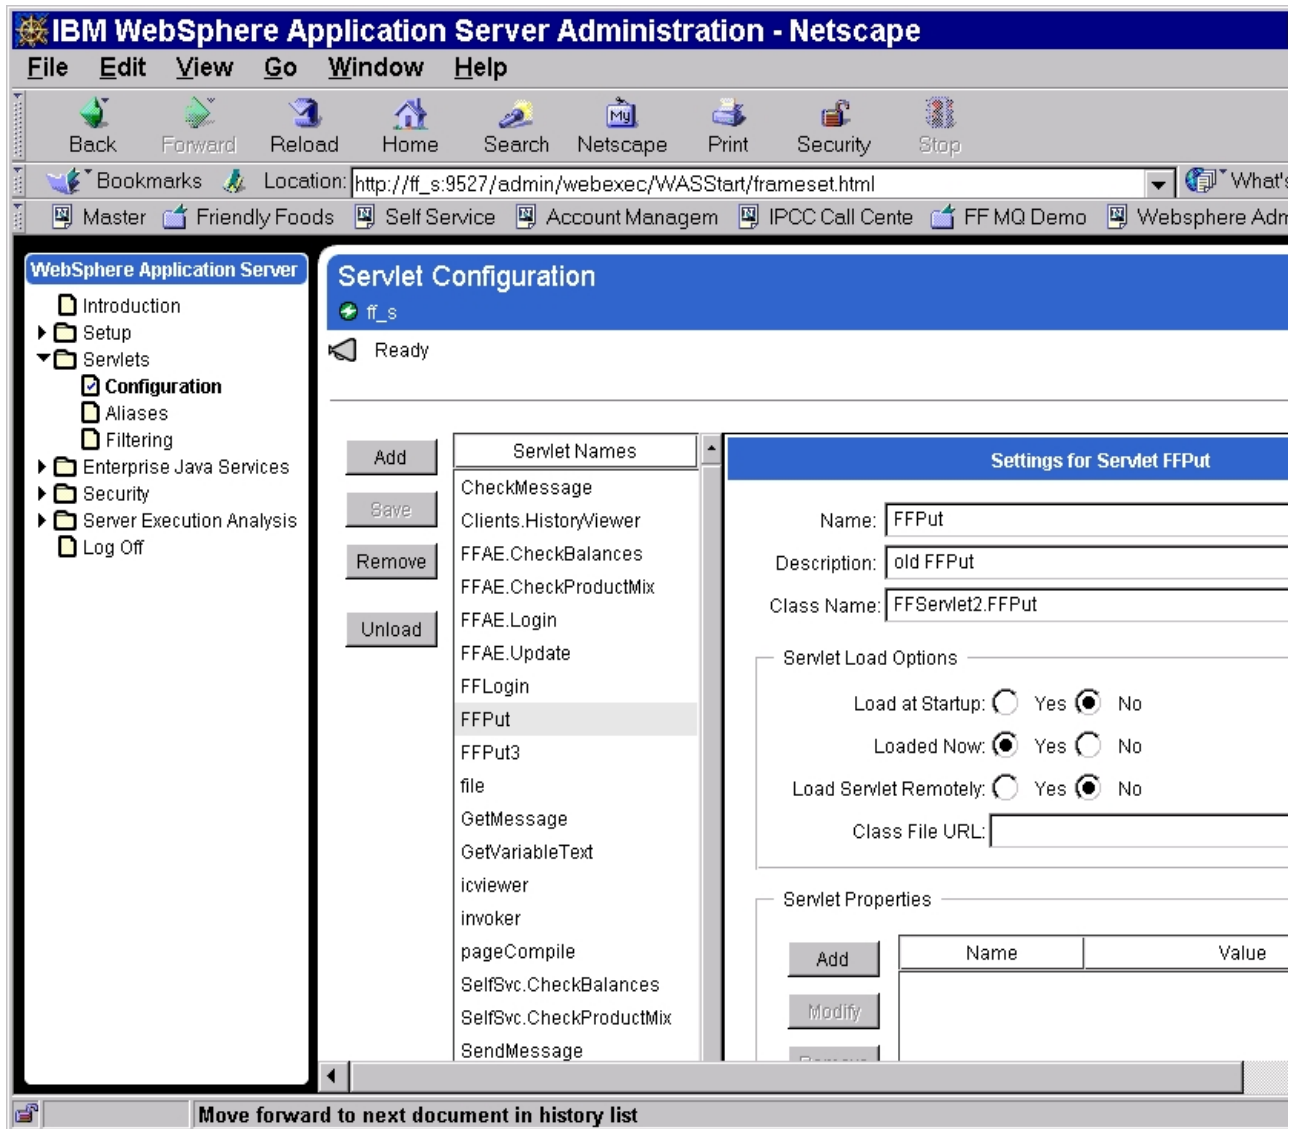 IBM WebSphere Application Server Administration - Netscape
File Edit View Go Window Help
Back Forward Reload Home Search Netscape Print Security Stop
My
Bookmarks Location: http://ff_s:9527/admin/webexec/WASStart/frameset.html What's
Master Friendly Foods Self Service Account Managem IPCC Call Cente FF MQ Demo Websphere Adm
WebSphere Application Server
Introduction
Setup
Servlets
Configuration
Aliases
Filtering
Enterprise Java Services
Security
Server Execution Analysis
Log Off
Servlet Configuration
ff_s
Ready
Add
Save
Remove
Unload
Servlet Names
CheckMessage
Clients.HistoryViewer
FFAE.CheckBalances
FFAE.CheckProductMix
FFAE.Login
FFAE.Update
FFLogin
FFPut
FFPut3
file
GetMessage
GetVariableText
icviewer
invoker
pageCompile
SelfSvc.CheckBalances
SelfSvc.CheckProductMix
SendMessage
Settings for Servlet FFPut
Name: FFPut
Description: old FFPut
Class Name: FFServlet2.FFPut
Servlet Load Options
Load at Startup: Yes No
Loaded Now: Yes No
Load Servlet Remotely: Yes No
Class File URL:
Servlet Properties
Add
Name Value
Modify
Move forward to next document in history list